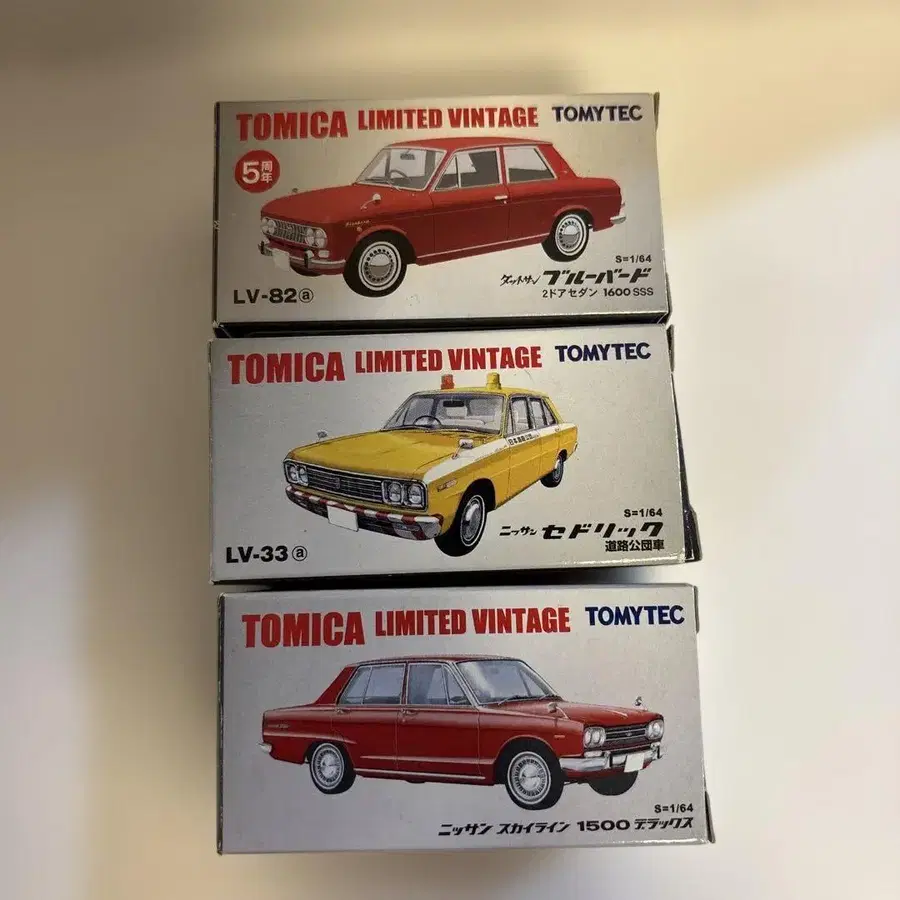 TOMICA LIMITED VINTAGE TOMYTEC
5周年
S=1/64
ダットサン ブルーバード
LV-82ⓐ
2ドアセダン 1600 SSS
TOMICA LIMITED VINTAGE TOMYTEC
S=1/64
ニッサン セドリック
LV-33ⓐ
道路公団車
TOMICA LIMITED VINTAGE TOMYTEC
S=1/64
ニッサン スカイライン 1500 デラックス